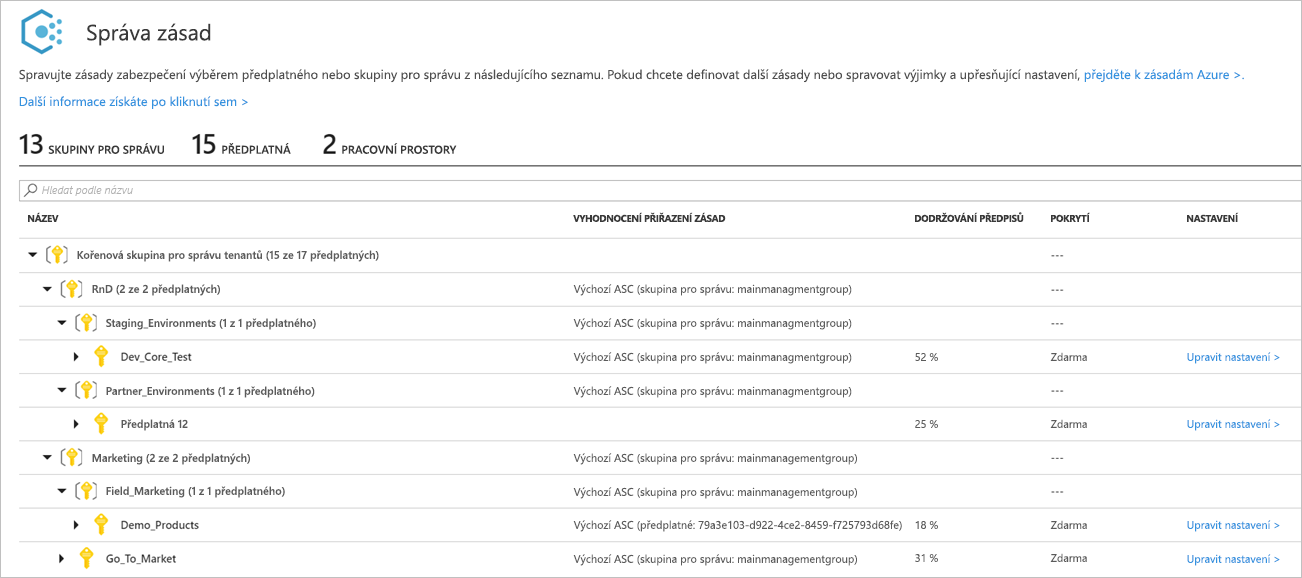 Správa zásad
Spravujte zásady zabezpečení výběrem předplatného nebo skupiny pro správu z následujícího seznamu. Pokud chcete definovat další zásady nebo spravovat výjimky a upřesňující nastavení, přejděte k zásadám Azure >.
Další informace získáte po kliknutí sem >
13 SKUPINY PRO SPRÁVU 15 PŘEDPLATNÁ 2 PRACOVNÍ PROSTORY
Hledat podle názvu
NÁZEV VYHODNOCENÍ PŘIŘAZENÍ ZÁSAD DODRŽOVÁNÍ PŘEDPISŮ POKRYTÍ NASTAVENÍ
Kořenová skupina pro správu tenantů (15 ze 17 předplatných) ---
RnD (2 ze 2 předplatných) Výchozí ASC (skupina pro správu: mainmanagmentgroup) ---
Staging_Environments (1 z 1 předplatného) Výchozí ASC (skupina pro správu: mainmanagmentgroup) ---
Dev_Core_Test Výchozí ASC (skupina pro správu: mainmanagmentgroup) 52 % Zdarma Upravit nastavení >
Partner_Environments (1 z 1 předplatného) Výchozí ASC (skupina pro správu: mainmanagmentgroup) ---
Předplatná 12 25 % Zdarma Upravit nastavení >
Marketing (2 ze 2 předplatných) Výchozí ASC (skupina pro správu: mainmanagementgroup) ---
Field_Marketing (1 z 1 předplatného) Výchozí ASC (skupina pro správu: mainmanagementgroup) ---
Demo_Products Výchozí ASC (předplatné: 79a3e103-d922-4ce2-8459-f725793d68fe) 18 % Zdarma Upravit nastavení >
Go_To_Market Výchozí ASC (skupina pro správu: mainmanagementgroup) 31 % Zdarma Upravit nastavení >